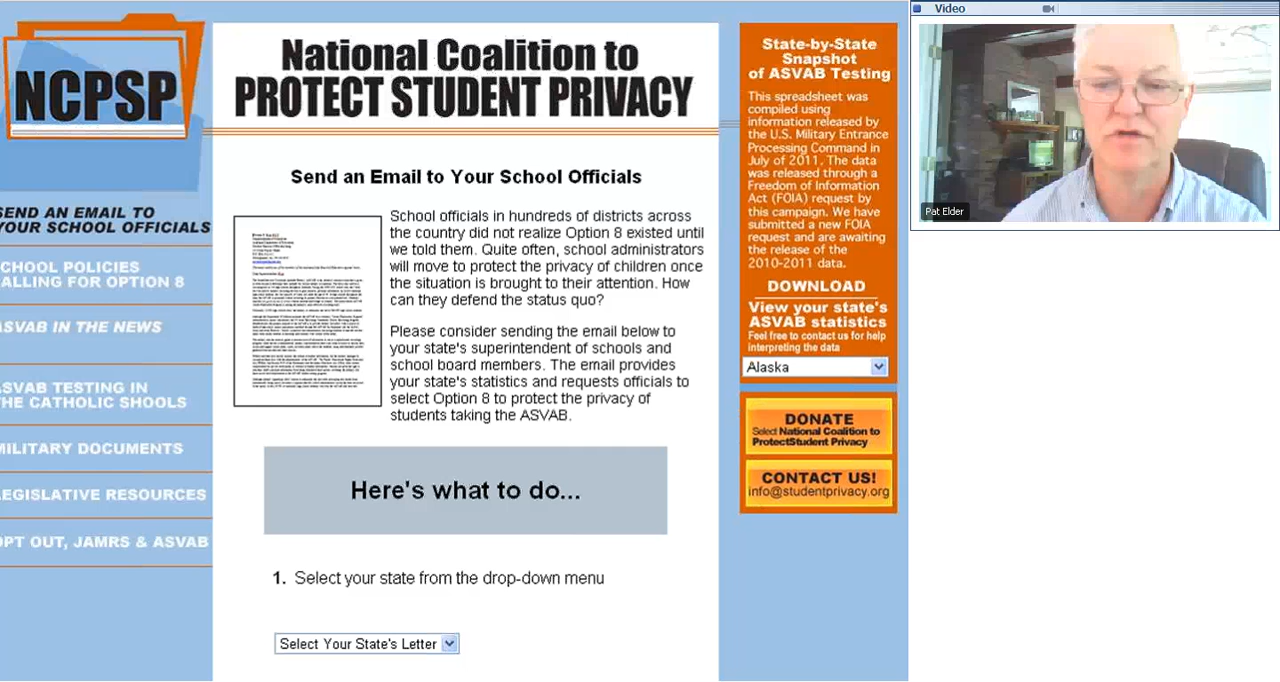 NCPSP
SEND AN EMAIL TO
YOUR SCHOOL OFFICIALS
CHOOL POLICIES
ALLING FOR OPTION 8
ASVAB IN THE NEWS
ASVAB TESTING IN
THE CATHOLIC SHOOLS
MILITARY DOCUMENTS
LEGISLATIVE RESOURCES
OPT OUT, JAMRS & ASVAB
National Coalition to
PROTECT STUDENT PRIVACY
Send an Email to Your School Officials
School officials in hundreds of districts across
the country did not realize Option 8 existed until
we told them. Quite often, school administrators
will move to protect the privacy of children once
the situation is brought to their attention. How
can they defend the status quo?
Please consider sending the email below to
your state's superintendent of schools and
school board members. The email provides
your state's statistics and requests officials to
select Option 8 to protect the privacy of
students taking the ASVAB.
Here's what to do...
1. Select your state from the drop-down menu
Select Your State's Letter
State-by-State
Snapshot
of ASVAB Testing
This spreadsheet was
compiled using
information released by
the U.S. Military Entrance
Processing Command in
July of 2011. The data
was released through a
Freedom of Information
Act (FOIA) request by
this campaign. We have
submitted a new FOIA
request and are awaiting
the release of the
2010-2011 data.
DOWNLOAD
View your state's
ASVAB statistics
Feel free to contact us for help
interpreting the data
Alaska
DONATE
Select National Coalition to
ProtectStudent Privacy
CONTACT US!
info@studentprivacy.org
Video
Pat Elder